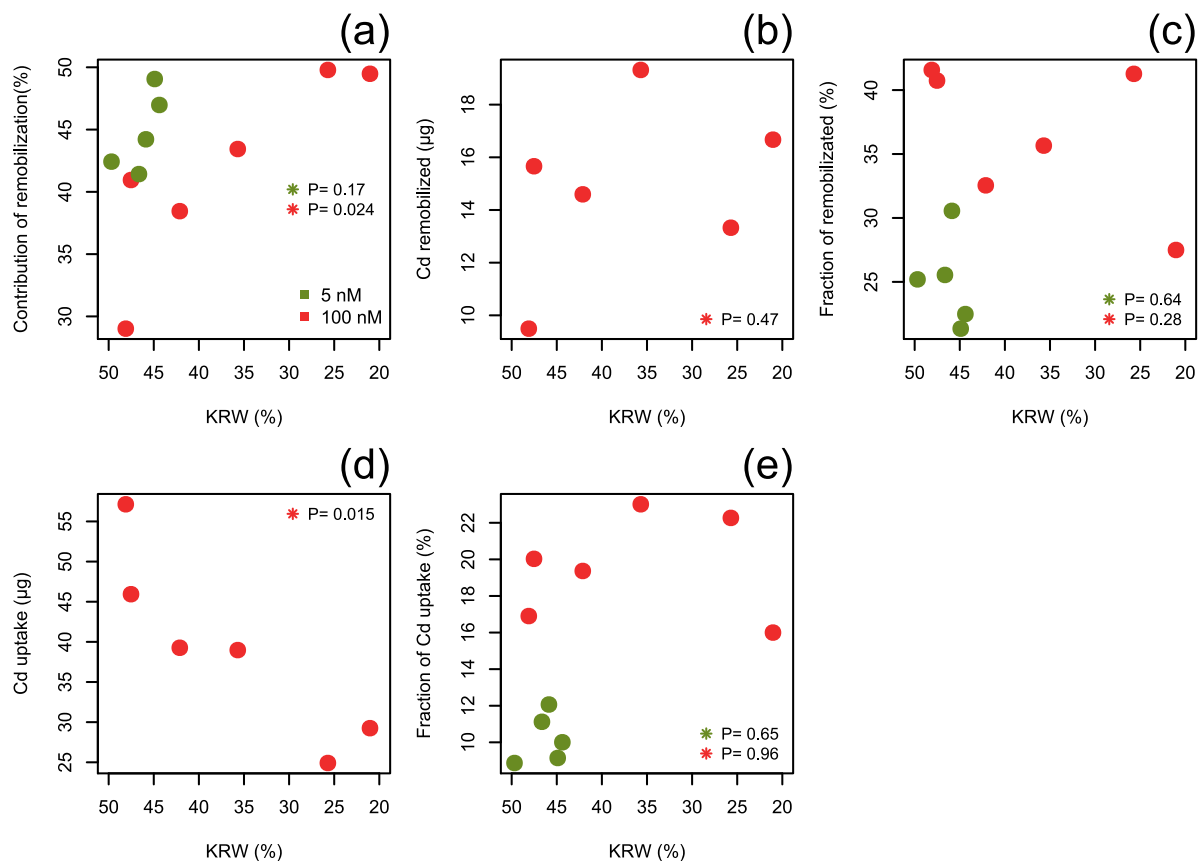 (a)
Contribution of remobilization(%)
50
45
40
35
30
✳ P= 0.17
✳ P= 0.024
5 nM
100 nM
50 45 40 35 30 25 20
KRW (%)
(b)
Cd remobilized (µg)
18
16
14
12
10
✳ P= 0.47
50 45 40 35 30 25 20
KRW (%)
(c)
Fraction of remobilizated (%)
40
35
30
25
✳ P= 0.64
✳ P= 0.28
50 45 40 35 30 25 20
KRW (%)
(d)
Cd uptake (µg)
55
50
45
40
35
30
25
✳ P= 0.015
50 45 40 35 30 25 20
KRW (%)
(e)
Fraction of Cd uptake (%)
22
20
18
16
14
12
10
✳ P= 0.65
✳ P= 0.96
50 45 40 35 30 25 20
KRW (%)